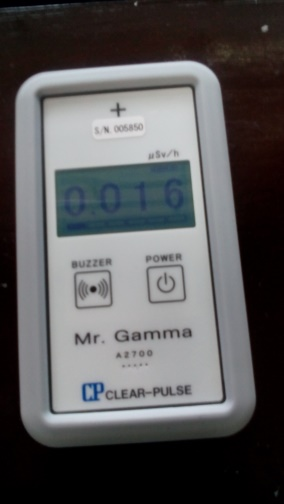 +
S/N. 005850
μSv/h
0.016
BUZZER
POWER
Mr. Gamma
A2700
CP CLEAR-PULSE